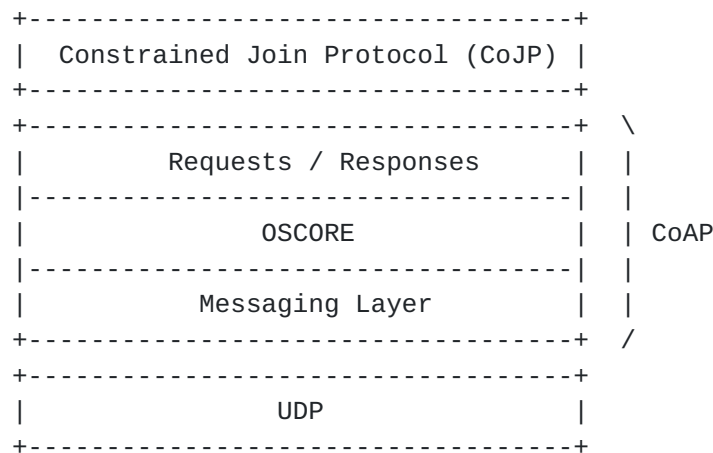 Constrained Join Protocol (CoJP)
Requests / Responses
OSCORE
CoAP
Messaging Layer
UDP